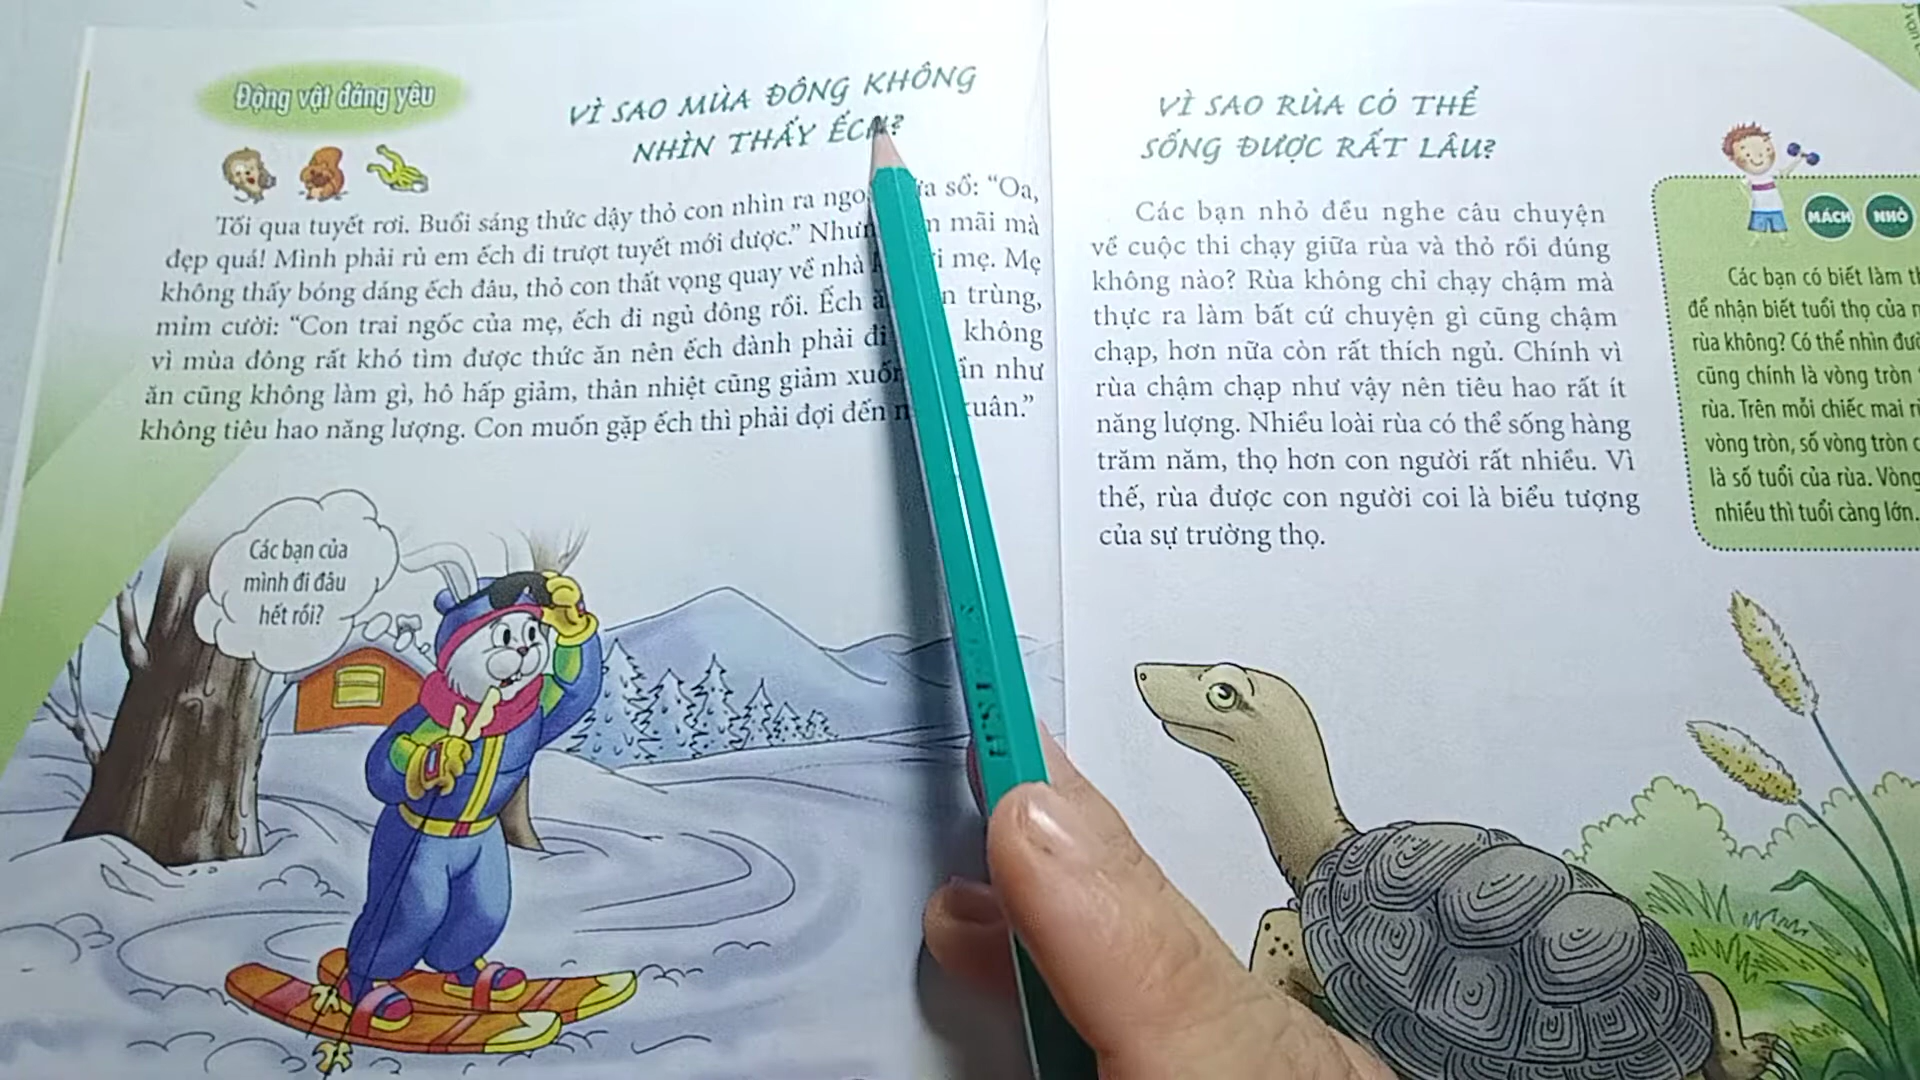 Động vật đáng yêu
VÌ SAO MÙA ĐÔNG KHÔNG
NHÌN THẤY ẾCH?
Tối qua tuyết rơi. Buổi sáng thức dậy thỏ con nhìn ra sổ: “Oa,
đẹp quá! Mình phải rủ em ếch đi trượt tuyết mới được.” mãi mà
không thấy bóng dáng ếch đâu, thỏ con thất vọng quay về nhà mẹ. Mẹ
mỉm cười: “Con trai ngốc của mẹ, ếch đi ngủ đông rồi. Ếch trùng,
vì mùa đông rất khó tìm được thức ăn nên ếch đành phải đi không
ăn cũng không làm gì, hô hấp giảm, thân nhiệt cũng giảm như
không tiêu hao năng lượng. Con muốn gặp ếch thì phải đợi đến xuân.”
Các bạn của
mình đi đâu
hết rồi?
VÌ SAO RÙA CÓ THỂ
SỐNG ĐƯỢC RẤT LÂU?
Các bạn nhỏ đều nghe câu chuyện
về cuộc thi chạy giữa rùa và thỏ rồi đúng
không nào? Rùa không chỉ chạy chậm mà
thực ra làm bất cứ chuyện gì cũng chậm
chạp, hơn nữa còn rất thích ngủ. Chính vì
rùa chậm chạp như vậy nên tiêu hao rất ít
năng lượng. Nhiều loài rùa có thể sống hàng
trăm năm, thọ hơn con người rất nhiều. Vì
thế, rùa được con người coi là biểu tượng
của sự trường thọ.
MÁCH NHỎ
Các bạn có biết làm
để nhận biết tuổi thọ của
rùa không? Có thể nhìn
cũng chính là vòng tròn
rùa. Trên mỗi chiếc mai
vòng tròn, số vòng tròn
là số tuổi của rùa. Vòng
nhiều thì tuổi càng lớn.